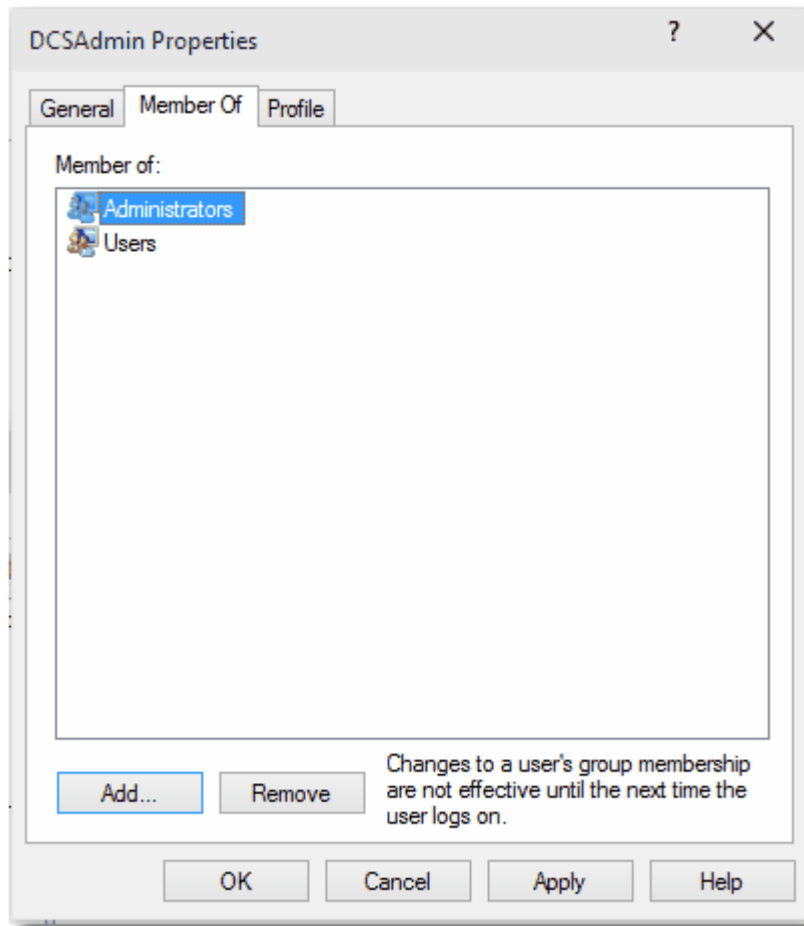 DCSAdmin Properties ?
General Member Of Profile
Member of:
Administrators
Users
Add... Remove
Changes to a user's group membership
are not effective until the next time the
user logs on.
OK Cancel Apply Help